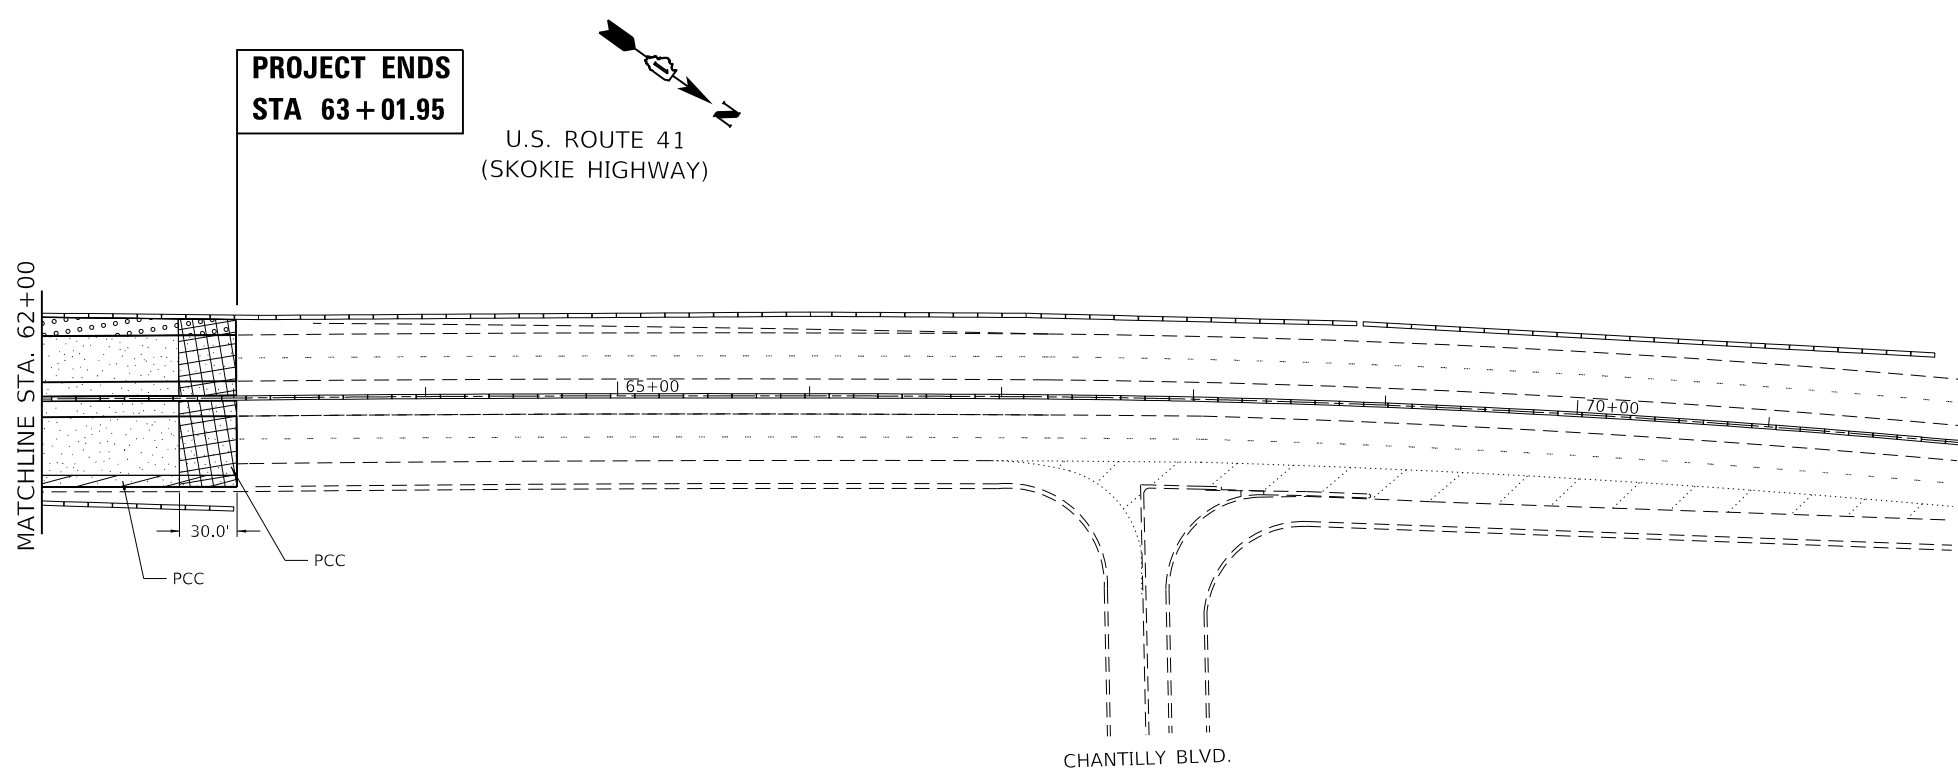 PROJECT ENDS
STA 63+01.95
N
U.S. ROUTE 41
(SKOKIE HIGHWAY)
MATCHLINE STA. 62+00
65+00
70+00
30.0'
PCC
PCC
CHANTILLY BLVD.